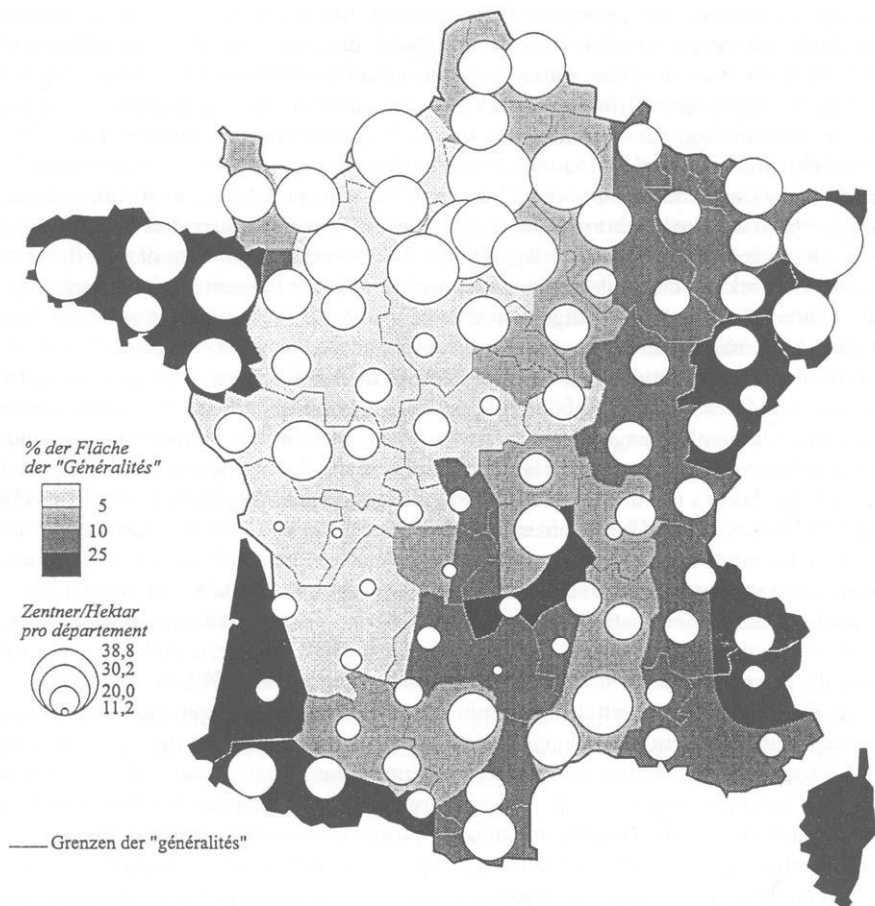 % der Fläche
der "Généralités"
5
10
25
Zentner/Hektar
pro département
38,8
30,2
20,0
11,2
Grenzen der "généralités"